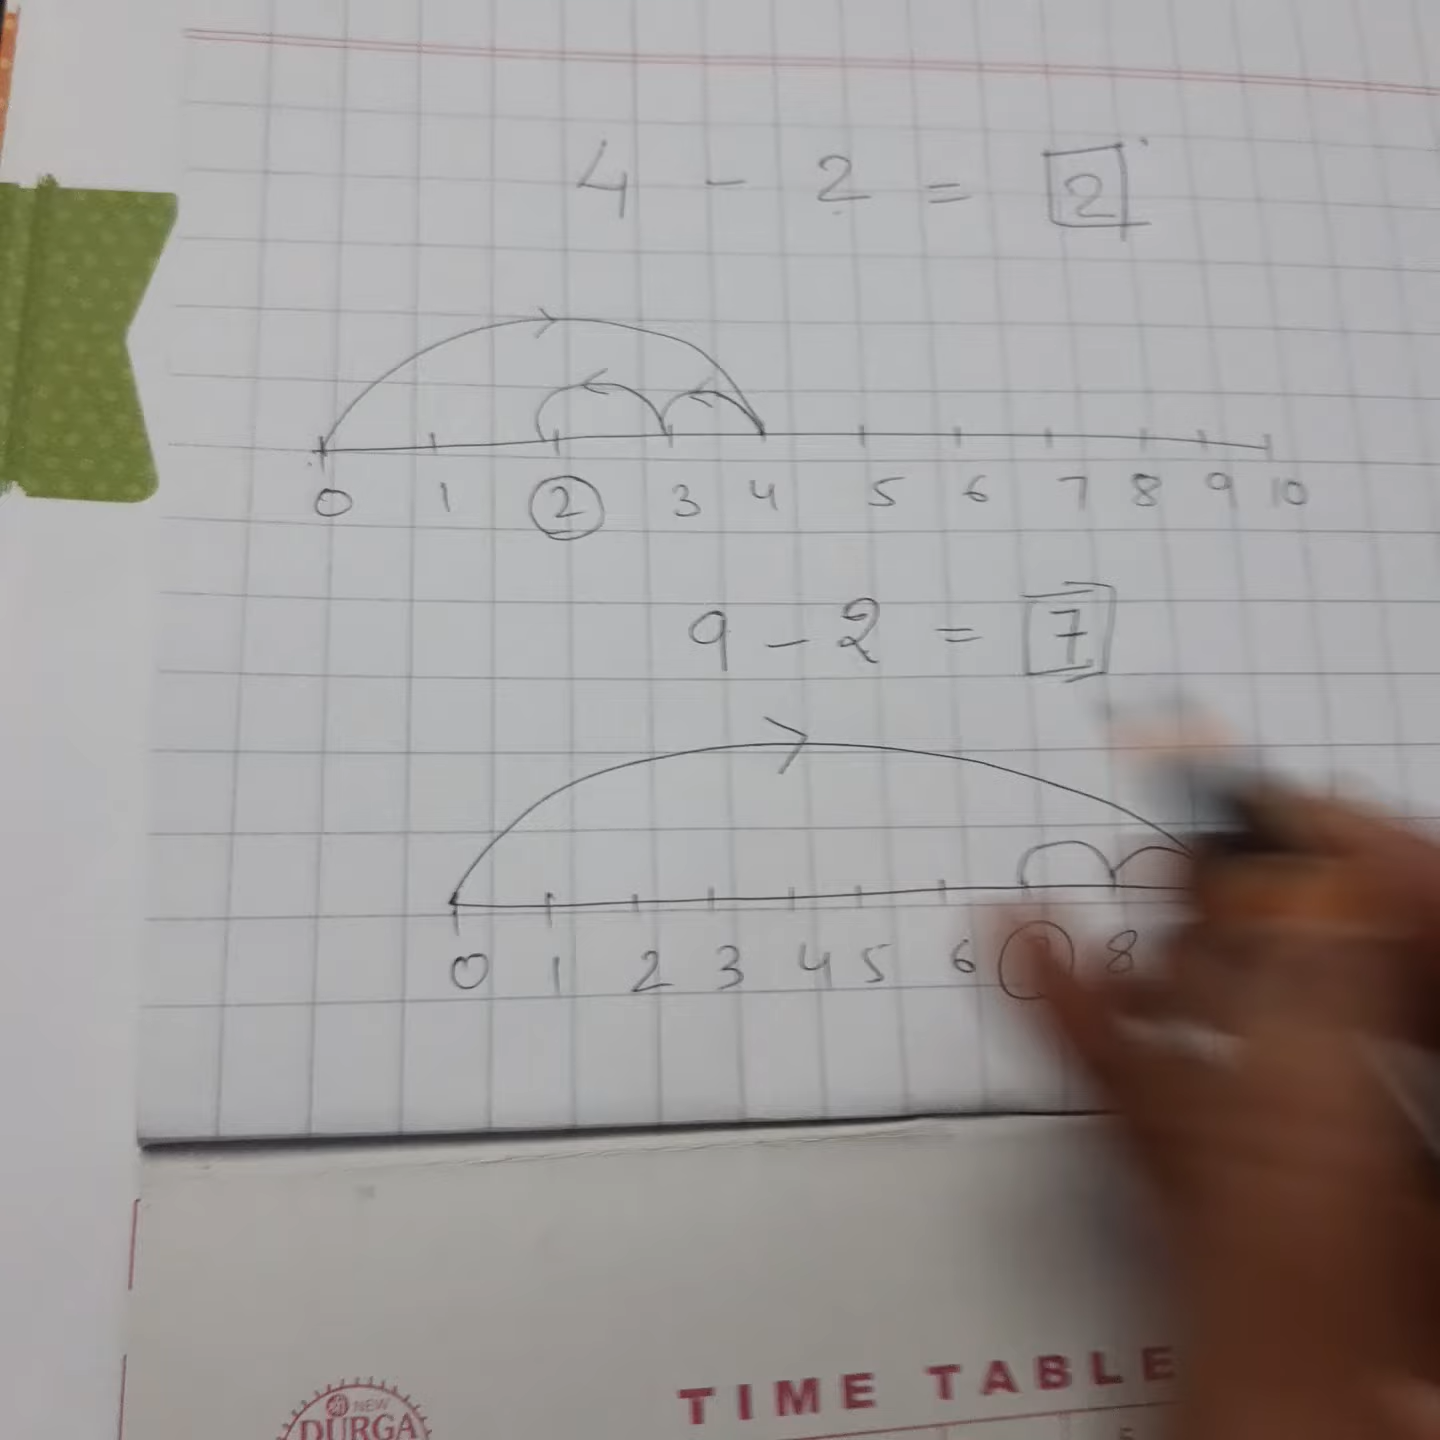 4 - 2 = 2
0 1 2 3 4 5 6 7 8 9 10
9 - 2 = 7
0 1 2 3 4 5 6 8
TIME TABLE
NEW
DURGA